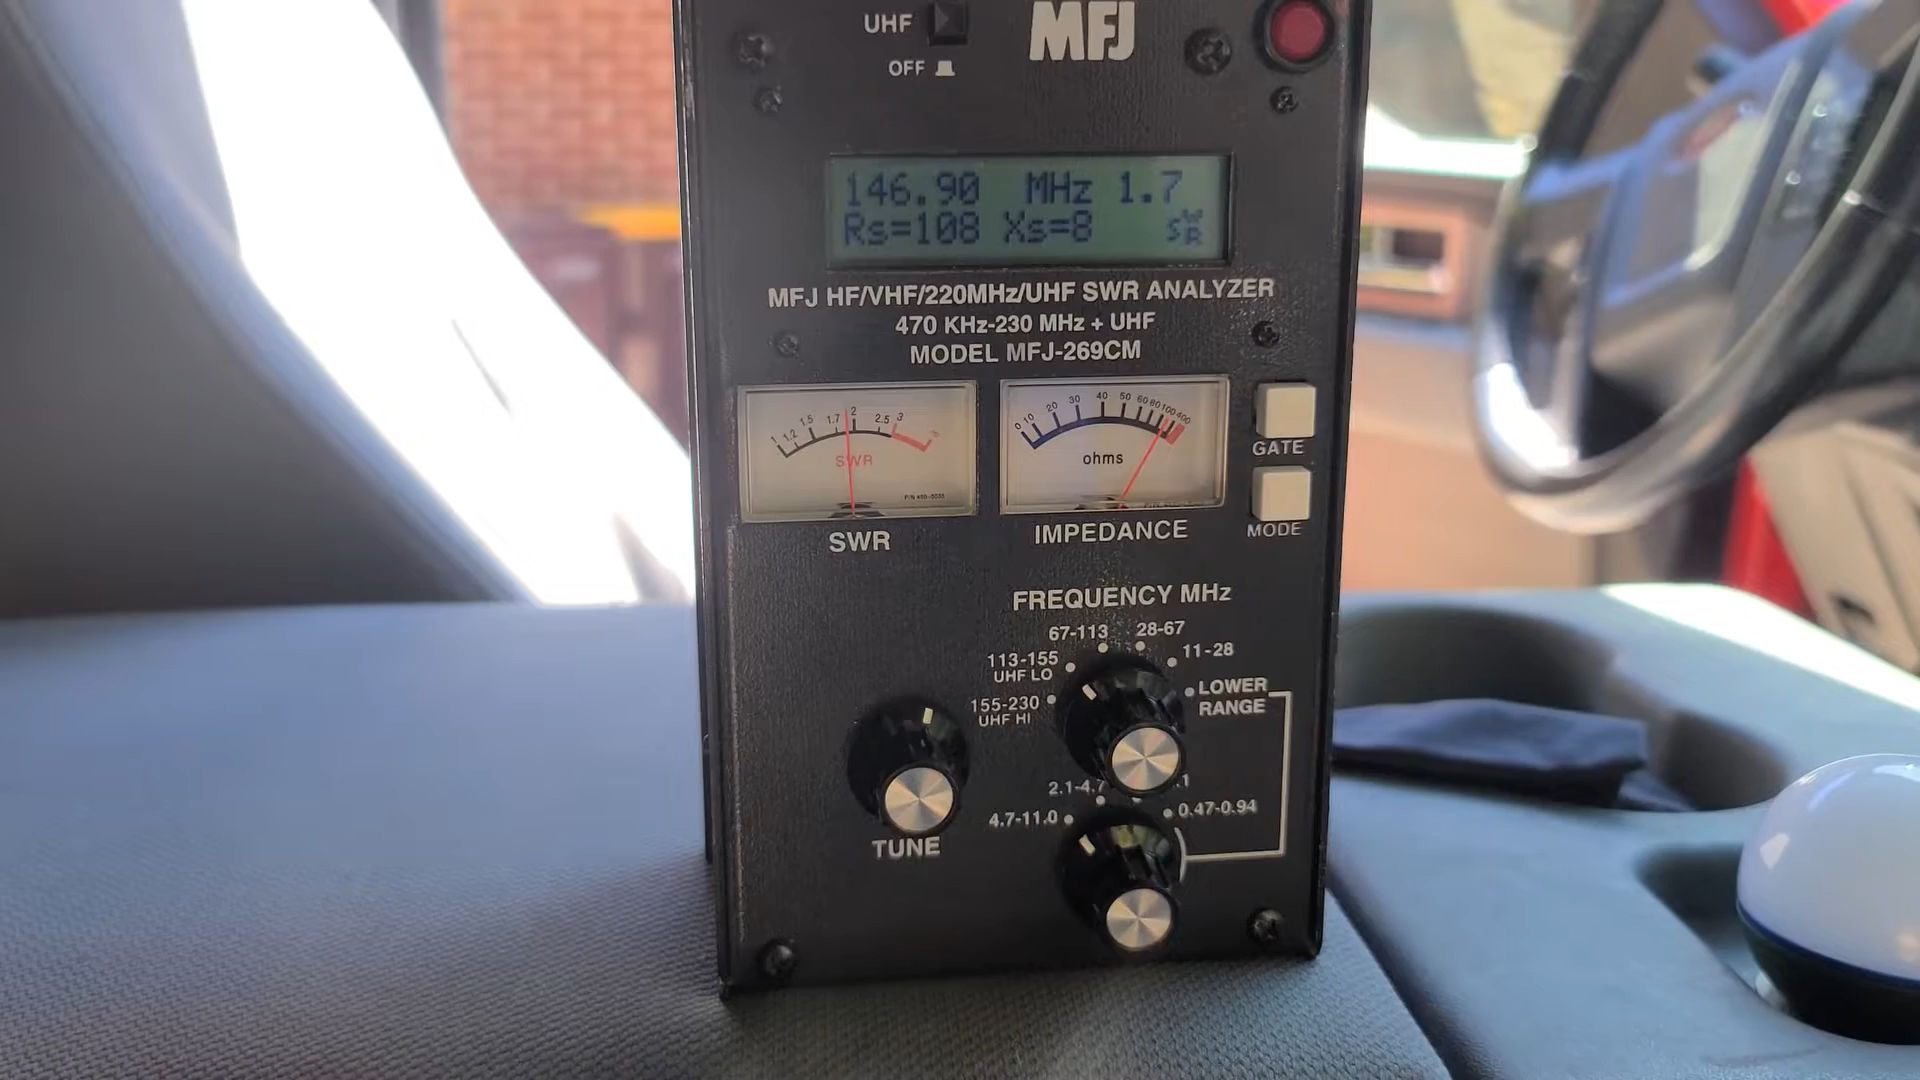 UHF
MFJ
OFF
146.90 MHz 1.7
Rs=108 Xs=8 SWR
MFJ HF/VHF/220MHz/UHF SWR ANALYZER
470 KHz-230 MHz + UHF
MODEL MFJ-269CM
1 1.2 1.5 1.7 2 2.5 3
SWR
0 10 20 30 40 50 60 80 100 400
ohms
GATE
SWR
IMPEDANCE
MODE
FREQUENCY MHz
67-113
28-67
113-155
UHF LO
11-28
155-230
UHF HI
LOWER
RANGE
2.1-4.7
4.7-11.0
0.47-0.94
TUNE